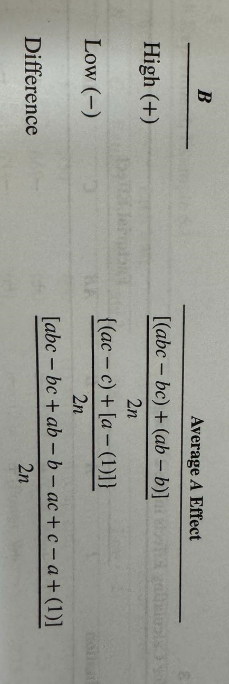 B Average A Effect
High (+) [(abc − bc) + (ab − b)]
2n
Low (−) {(ac − c) + [a − (1)]}
2n
Difference [abc − bc + ab − b − ac + c − a + (1)]
2n